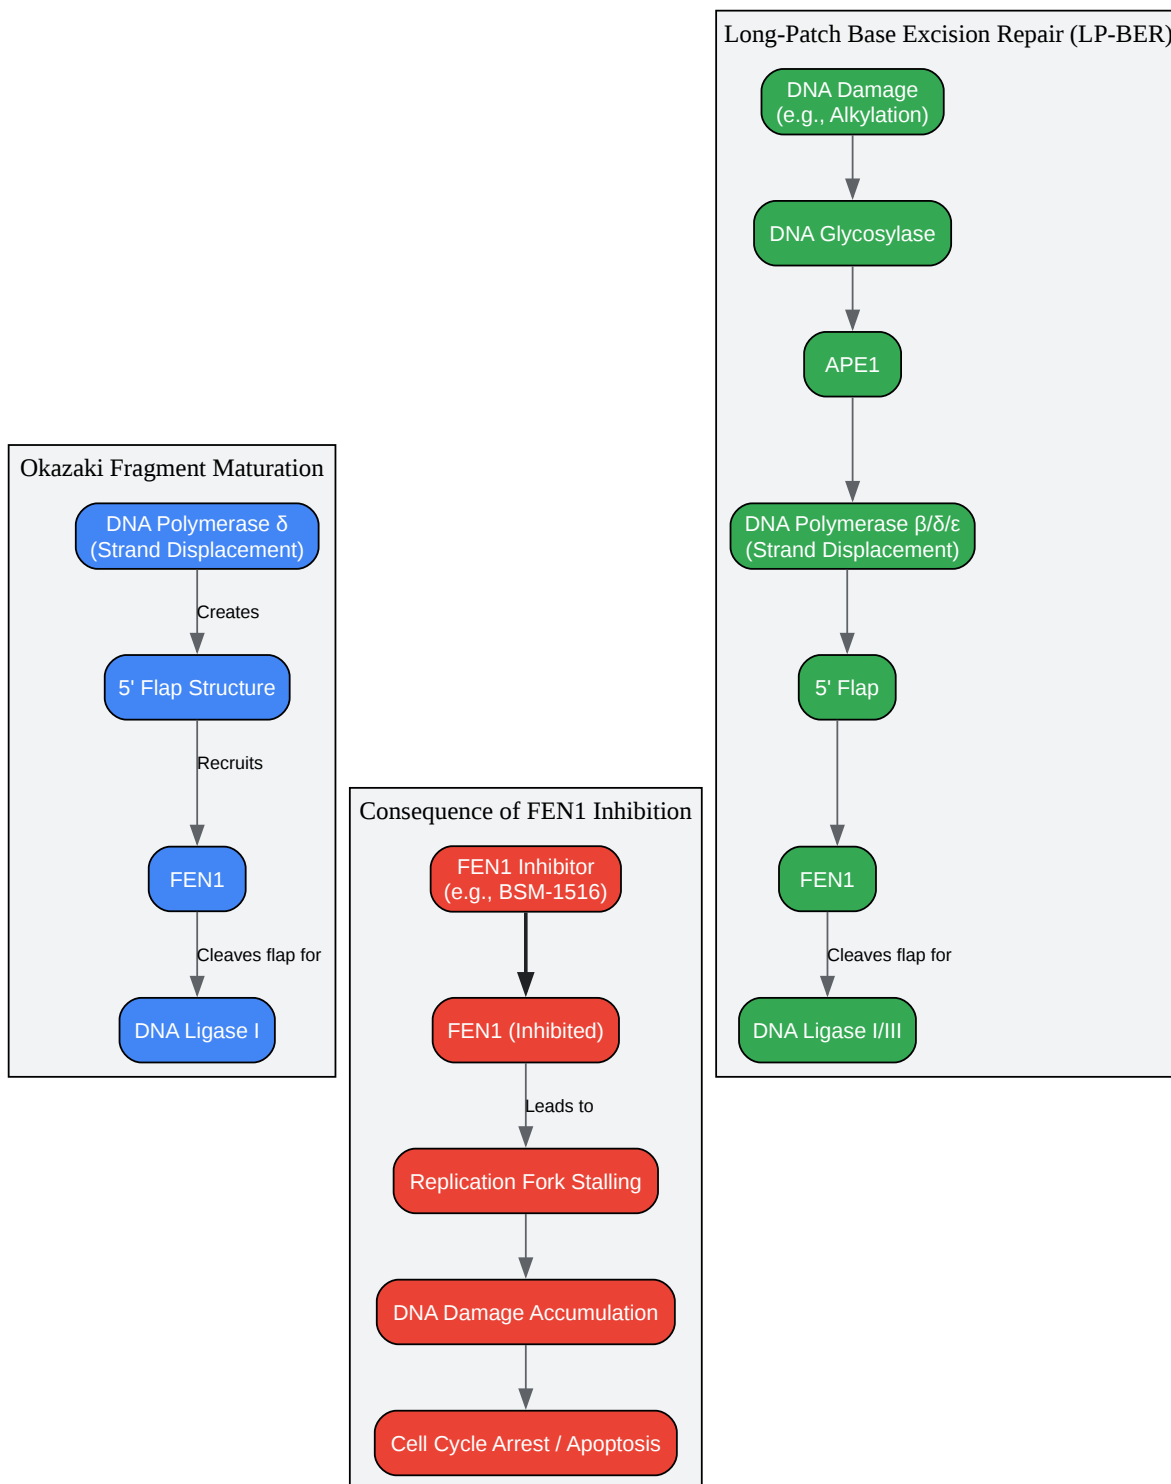 Okazaki Fragment Maturation
DNA Polymerase δ
(Strand Displacement)
Creates
5' Flap Structure
Recruits
FEN1
Cleaves flap for
DNA Ligase I
Consequence of FEN1 Inhibition
FEN1 Inhibitor
(e.g., BSM-1516)
FEN1 (Inhibited)
Leads to
Replication Fork Stalling
DNA Damage Accumulation
Cell Cycle Arrest / Apoptosis
Long-Patch Base Excision Repair (LP-BER)
DNA Damage
(e.g., Alkylation)
DNA Glycosylase
APE1
DNA Polymerase β/δ/ε
(Strand Displacement)
5' Flap
FEN1
Cleaves flap for
DNA Ligase I/III